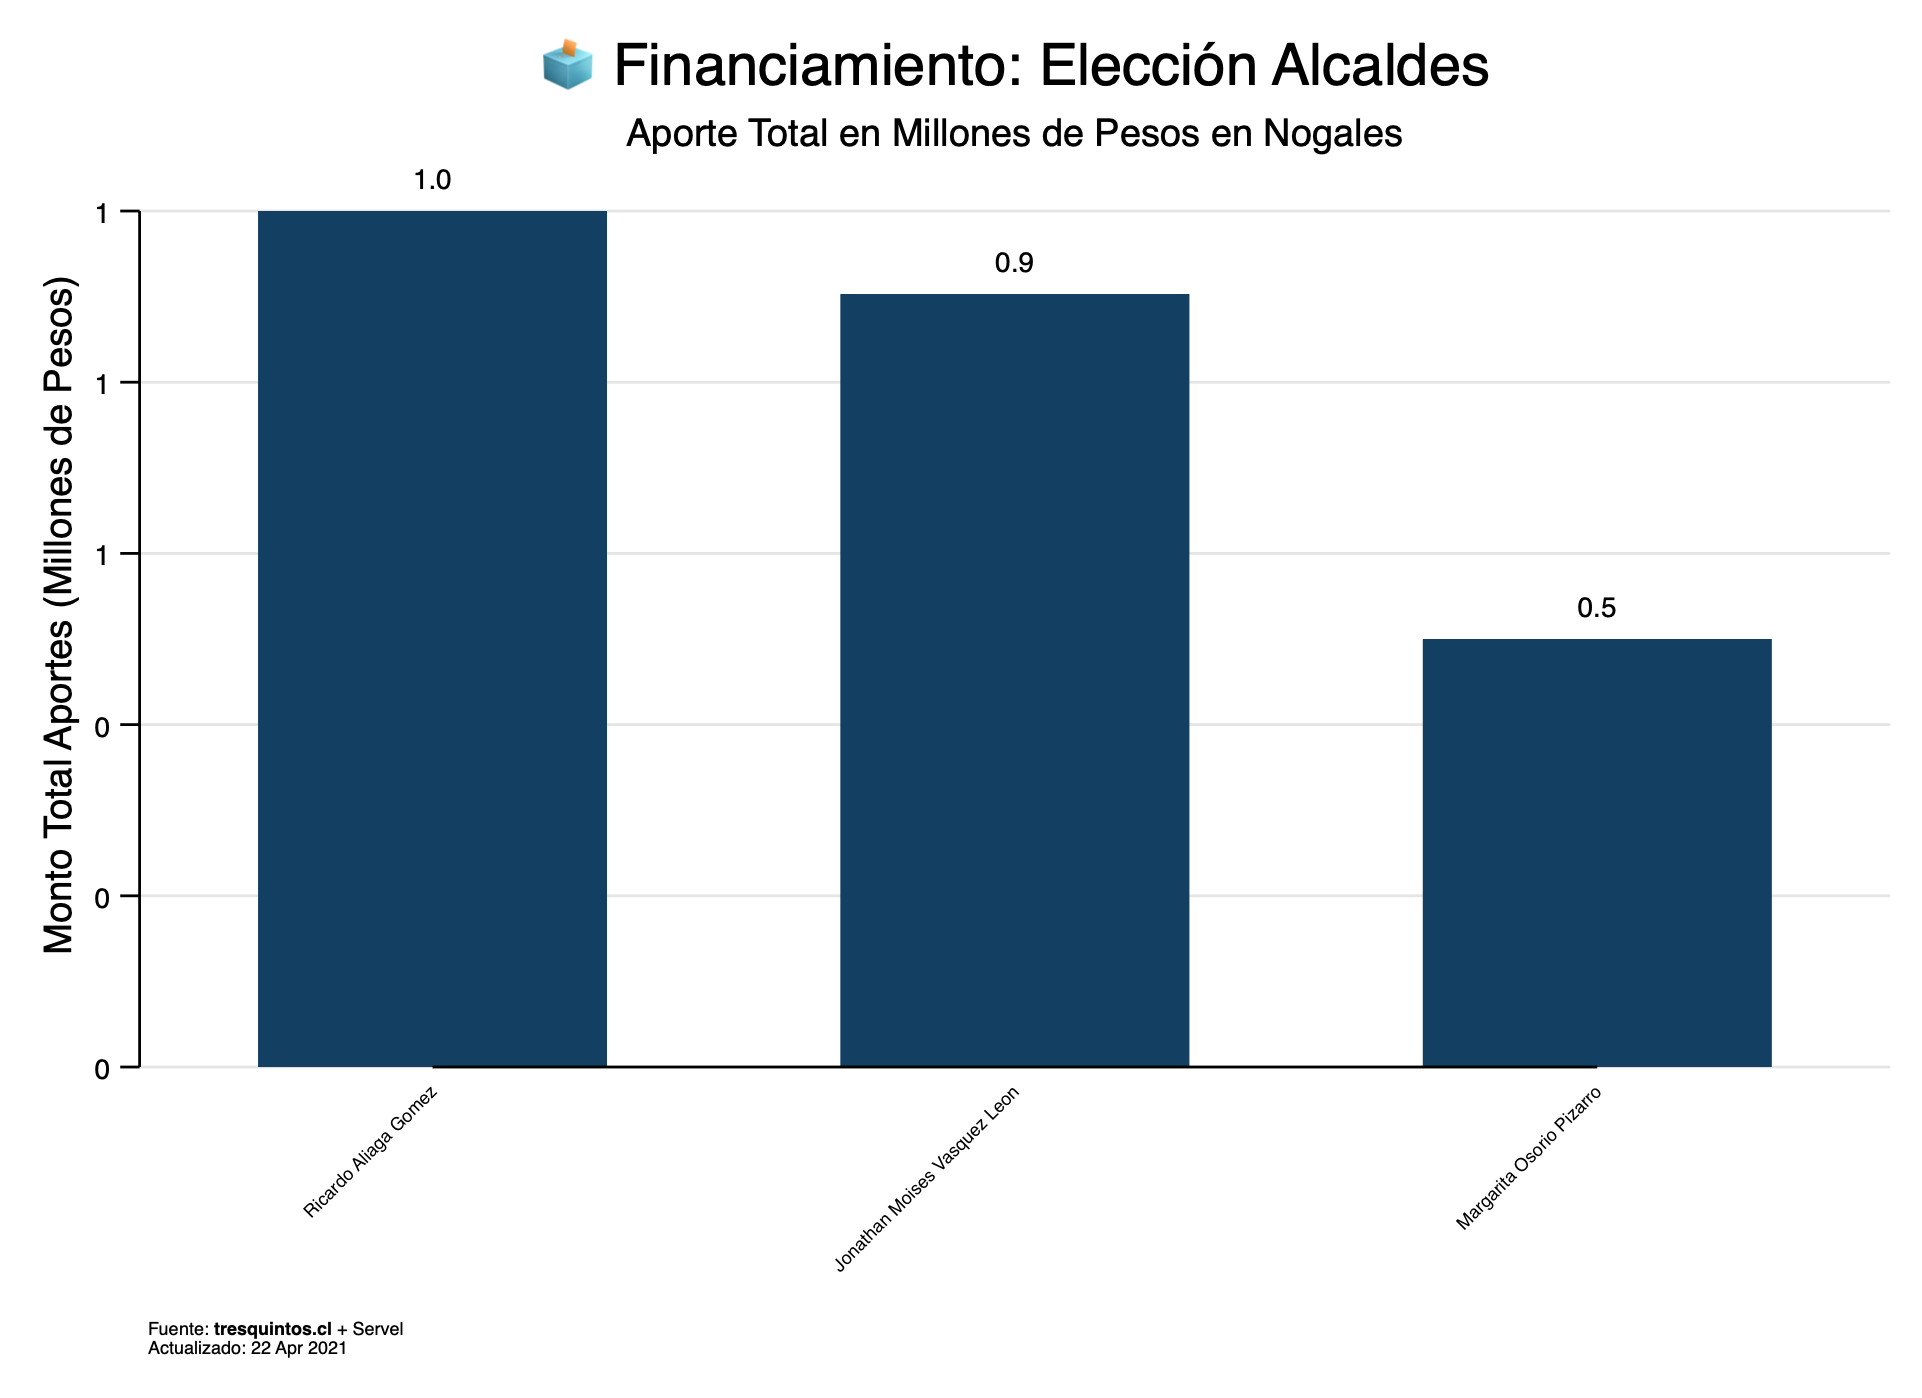 Financiamiento: Elección Alcaldes
Aporte Total en Millones de Pesos en Nogales
Monto Total Aportes (Millones de Pesos)
1
1
1
0
0
0
1.0
0.9
0.5
Ricardo Aliaga Gomez
Jonathan Moises Vasquez Leon
Margarita Osorio Pizarro
Fuente: tresquintos.cl + Servel
Actualizado: 22 Apr 2021